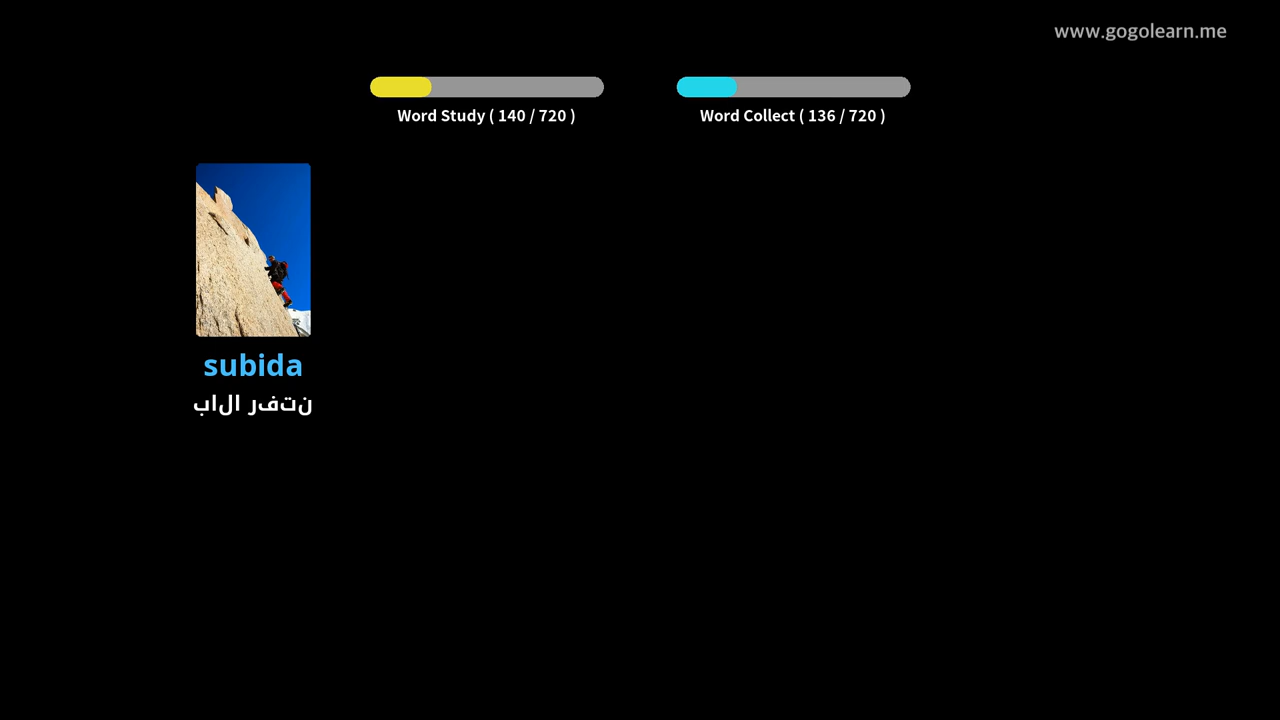 www.gogolearn.me
Word Study ( 140 / 720 )
Word Collect ( 136 / 720 )
subida
نتفر الاب